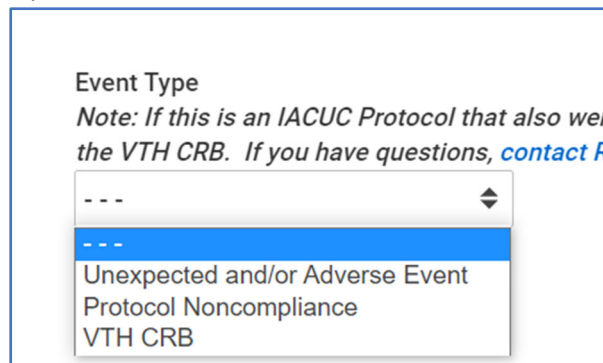 Event Type
Note: If this is an IACUC Protocol that also
the VTH CRB.  If you have questions, contact
- - -
- - -
Unexpected and/or Adverse Event
Protocol Noncompliance
VTH CRB